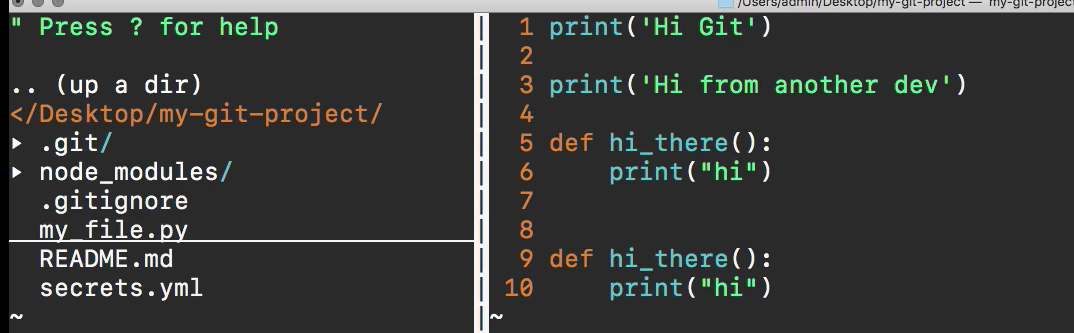 /Users/admin/Desktop/my-git-project — my-git-project
" Press ? for help
.. (up a dir)
</Desktop/my-git-project/
▸ .git/
▸ node_modules/
.gitignore
my_file.py
README.md
secrets.yml
~
1 print('Hi Git')
2
3 print('Hi from another dev')
4
5 def hi_there():
6     print("hi")
7
8
9 def hi_there():
10     print("hi")
~